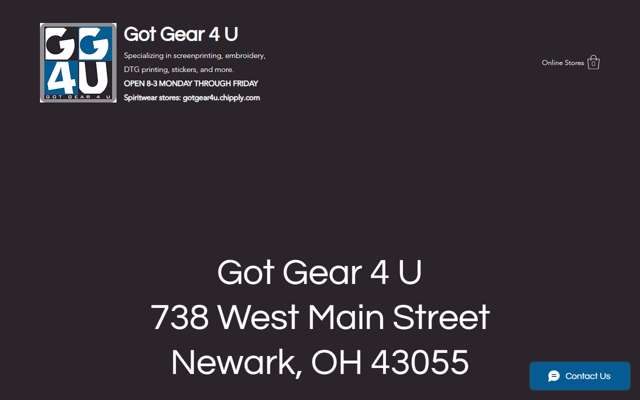 GG
4U
GOT GEAR 4 U
Got Gear 4 U
Specializing in screenprinting, embroidery,
DTG printing, stickers, and more.
OPEN 8-3 MONDAY THROUGH FRIDAY
Spiritwear stores: gotgear4u.chipply.com
Online Stores
0
Got Gear 4 U
738 West Main Street
Newark, OH 43055
Contact Us